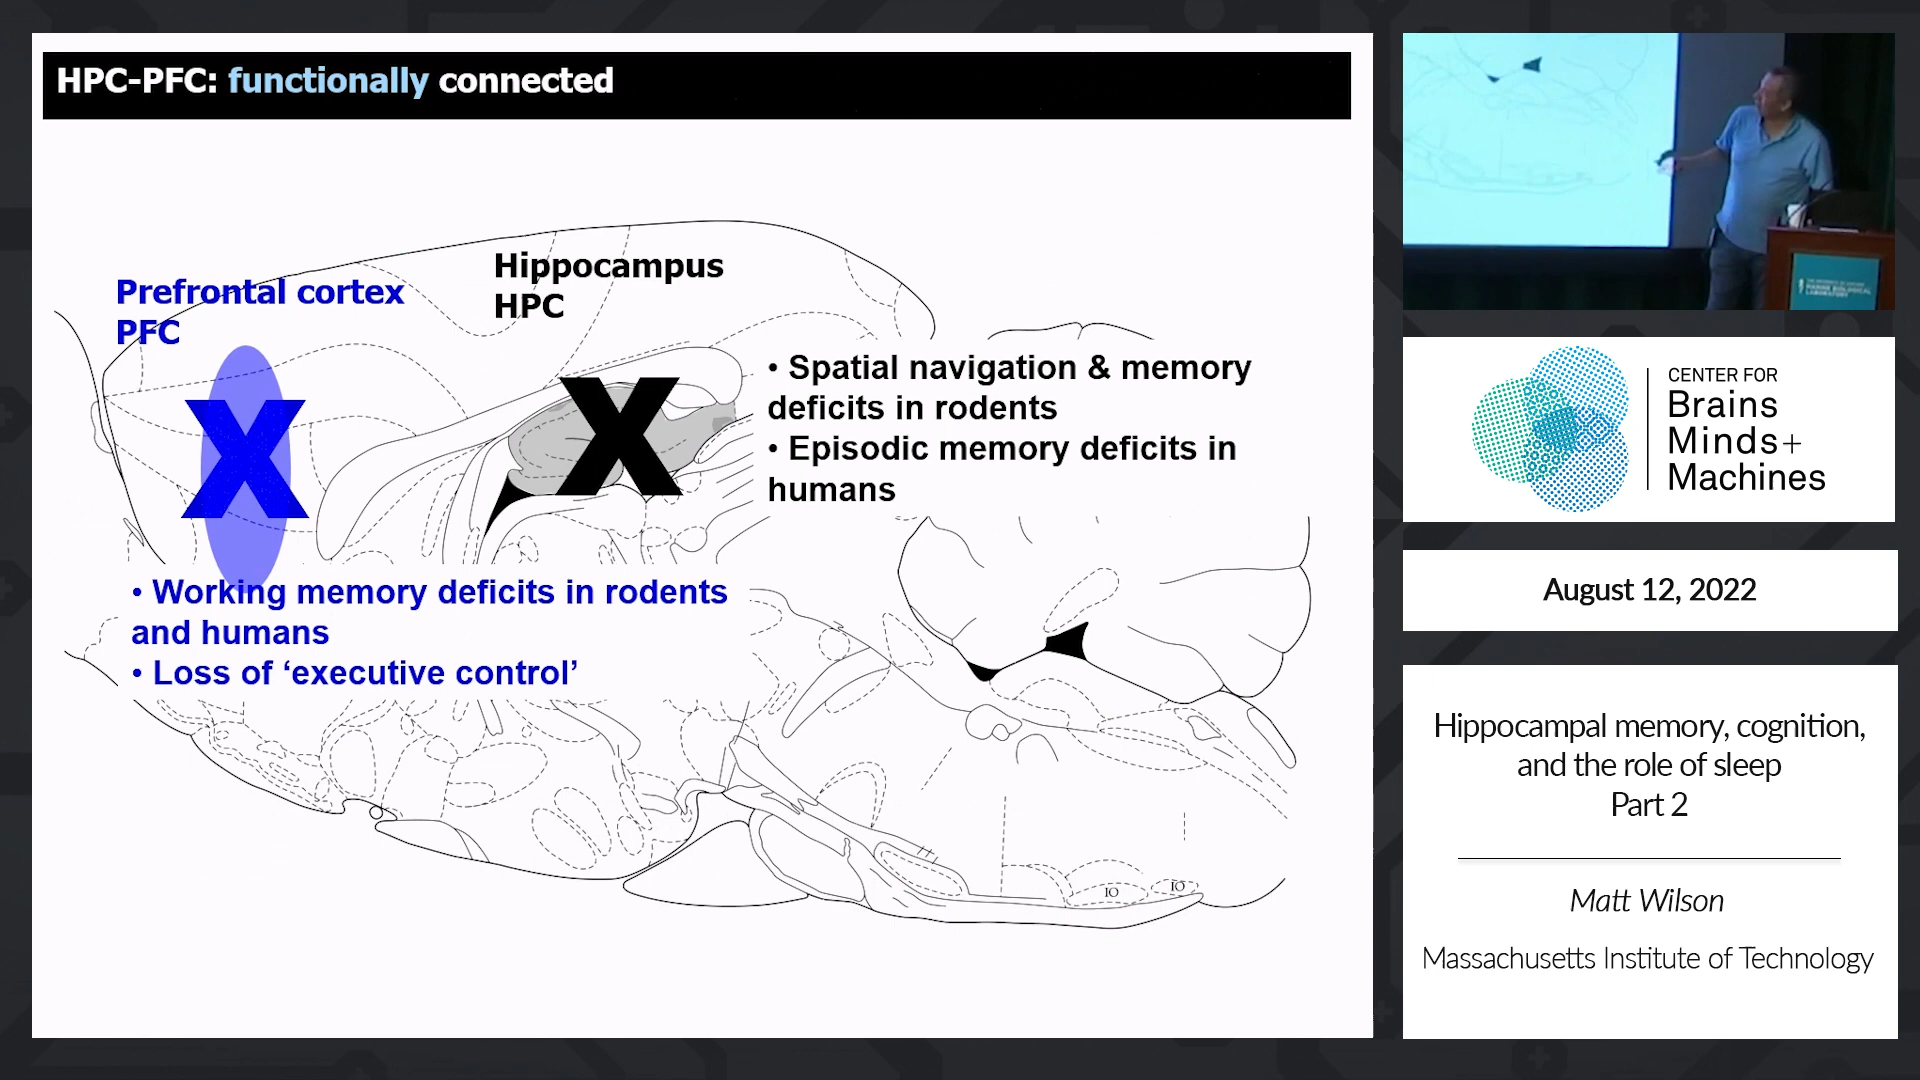 HPC-PFC: functionally connected
Prefrontal cortex
PFC
Hippocampus
HPC
X
X
• Spatial navigation & memory
deficits in rodents
• Episodic memory deficits in
humans
• Working memory deficits in rodents
and humans
• Loss of ‘executive control’
IO
IO
MARINE BIOLOGICAL
LABORATORY
CENTER FOR
Brains
Minds+
Machines
August 12, 2022
Hippocampal memory, cognition,
and the role of sleep
Part 2
Matt Wilson
Massachusetts Institute of Technology